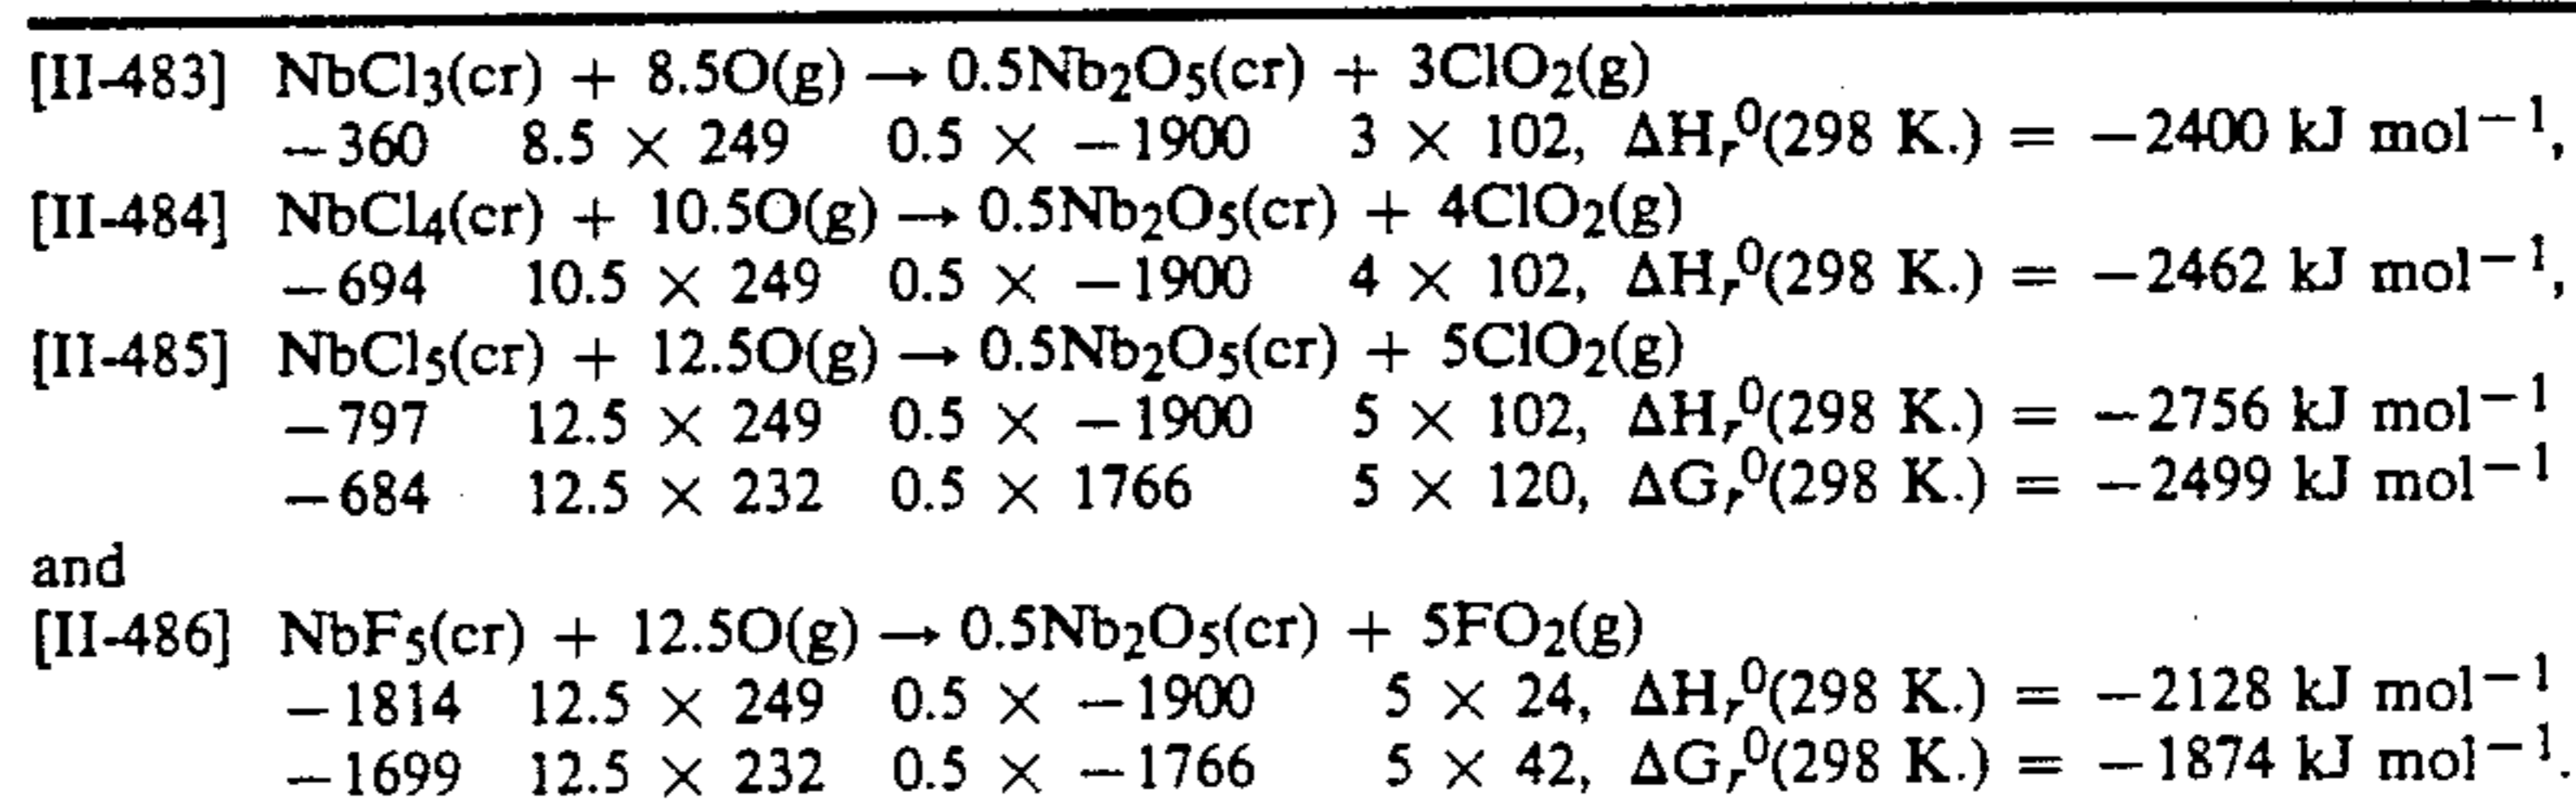 [II-483] NbCl₃(cr) + 8.5O(g) → 0.5Nb₂O₅(cr) + 3ClO₂(g)
−360 8.5 × 249 0.5 × −1900 3 × 102, ΔHᵣ⁰(298 K.) = −2400 kJ mol⁻¹,
[II-484] NbCl₄(cr) + 10.5O(g) → 0.5Nb₂O₅(cr) + 4ClO₂(g)
−694 10.5 × 249 0.5 × −1900 4 × 102, ΔHᵣ⁰(298 K.) = −2462 kJ mol⁻¹,
[II-485] NbCl₅(cr) + 12.5O(g) → 0.5Nb₂O₅(cr) + 5ClO₂(g)
−797 12.5 × 249 0.5 × −1900 5 × 102, ΔHᵣ⁰(298 K.) = −2756 kJ mol⁻¹
−684 12.5 × 232 0.5 × 1766 5 × 120, ΔGᵣ⁰(298 K.) = −2499 kJ mol⁻¹
and
[II-486] NbF₅(cr) + 12.5O(g) → 0.5Nb₂O₅(cr) + 5FO₂(g)
−1814 12.5 × 249 0.5 × −1900 5 × 24, ΔHᵣ⁰(298 K.) = −2128 kJ mol⁻¹
−1699 12.5 × 232 0.5 × −1766 5 × 42, ΔGᵣ⁰(298 K.) = −1874 kJ mol⁻¹.